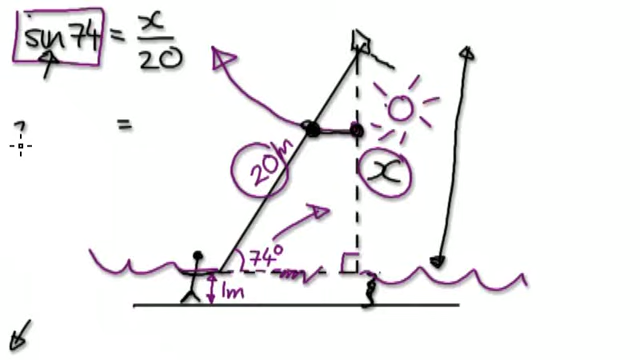 sin 74 = x/20
=
20m
x
74°
1m